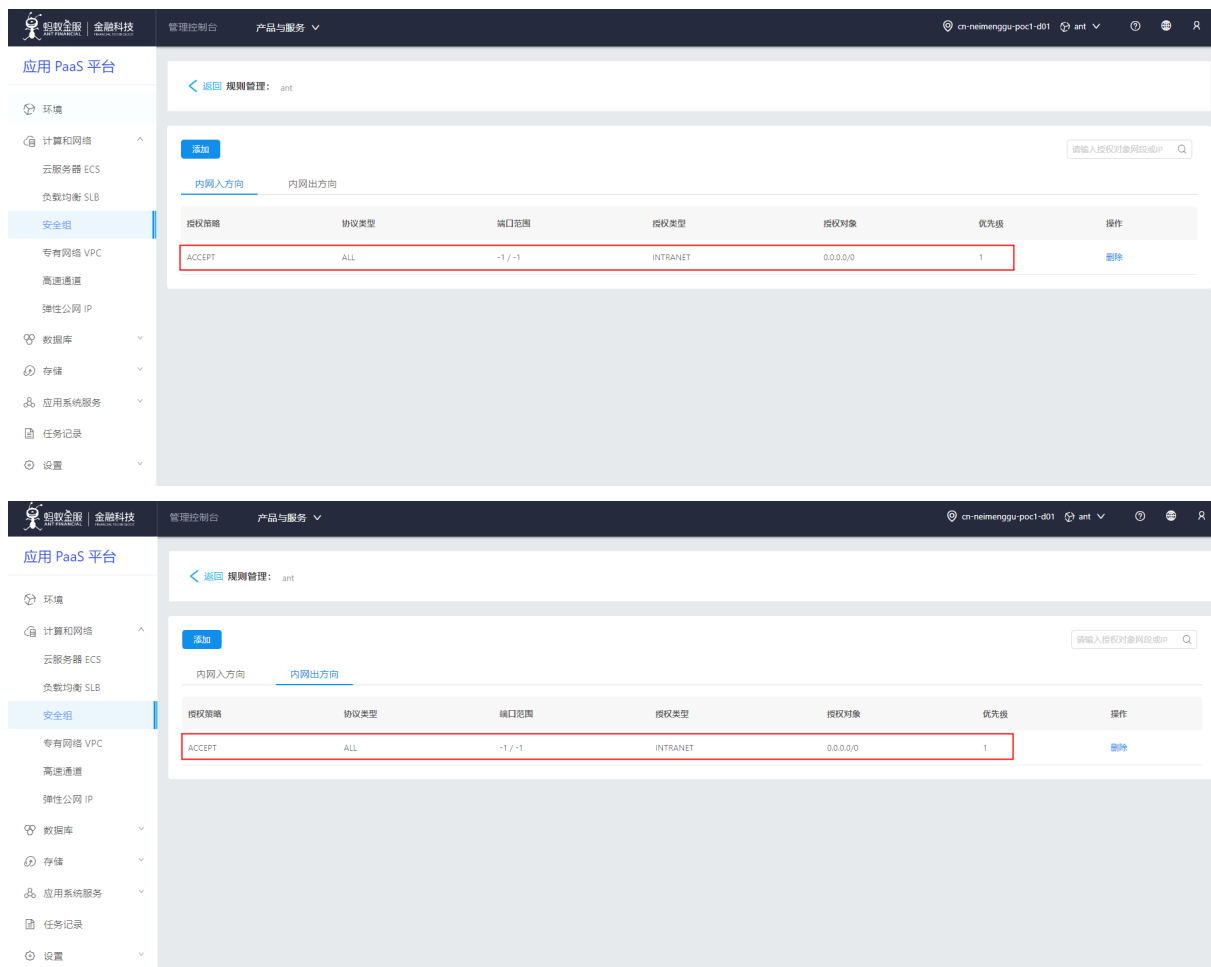 蚂蚁金服 金融科技 管理控制台 产品与服务 cn-neimenggu-poc1-d01 ant
ANT FINANCIAL
应用 PaaS 平台
返回 规则管理: ant
环境
计算和网络
云服务器 ECS
负载均衡 SLB
安全组
专有网络 VPC
高速通道
弹性公网 IP
数据库
存储
应用系统服务
任务记录
设置
添加 请输入授权对象网段或IP
内网入方向 内网出方向
授权策略 协议类型 端口范围 授权类型 授权对象 优先级 操作
ACCEPT ALL -1 / -1 INTRANET 0.0.0.0/0 1 删除
蚂蚁金服 金融科技 管理控制台 产品与服务 cn-neimenggu-poc1-d01 ant
ANT FINANCIAL
应用 PaaS 平台
返回 规则管理: ant
环境
计算和网络
云服务器 ECS
负载均衡 SLB
安全组
专有网络 VPC
高速通道
弹性公网 IP
数据库
存储
应用系统服务
任务记录
设置
添加 请输入授权对象网段或IP
内网入方向 内网出方向
授权策略 协议类型 端口范围 授权类型 授权对象 优先级 操作
ACCEPT ALL -1 / -1 INTRANET 0.0.0.0/0 1 删除